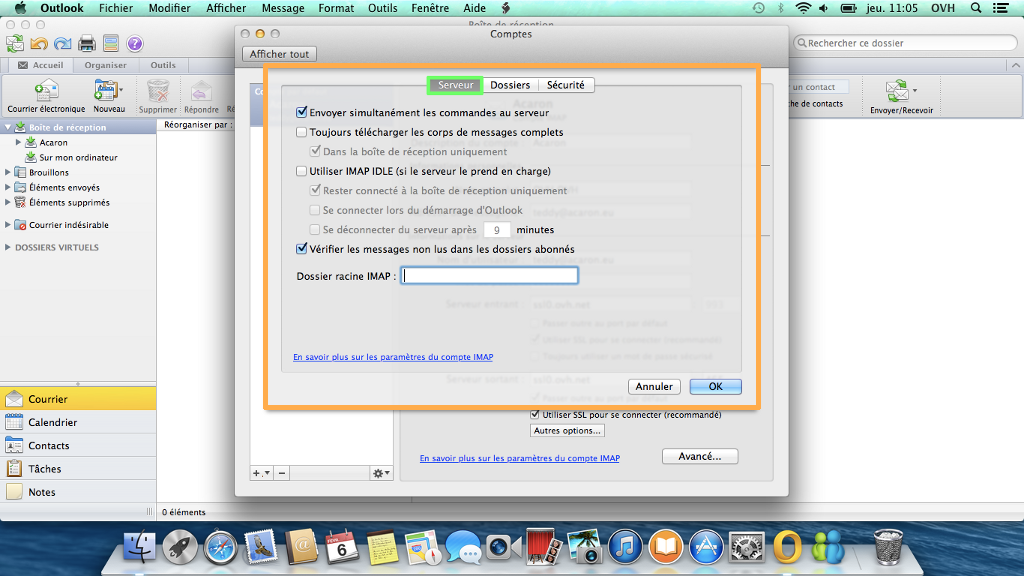 Outlook Fichier Modifier Afficher Message Format Outils Fenêtre Aide jeu. 11:05 OVH
Boîte de réception
Comptes
Rechercher ce dossier
Afficher tout
Accueil Organiser Outils
Serveur Dossiers Sécurité
Courrier électronique Nouveau Supprimer Répondre
un contact
che de contacts
Envoyer/Recevoir
Envoyer simultanément les commandes au serveur
Boîte de réception
Réorganiser par :
Toujours télécharger les corps de messages complets
Acaron
Dans la boîte de réception uniquement
Sur mon ordinateur
Utiliser IMAP IDLE (si le serveur le prend en charge)
Brouillons
Rester connecté à la boîte de réception uniquement
Éléments envoyés
Éléments supprimés
Se connecter lors du démarrage d'Outlook
Courrier indésirable
Se déconnecter du serveur après 9 minutes
DOSSIERS VIRTUELS
Vérifier les messages non lus dans les dossiers abonnés
Dossier racine IMAP :
En savoir plus sur les paramètres du compte IMAP
Annuler OK
Courrier
Utiliser SSL pour se connecter (recommandé)
Calendrier
Autres options...
Contacts
En savoir plus sur les paramètres du compte IMAP
Avancé...
Tâches
Notes
0 éléments
6